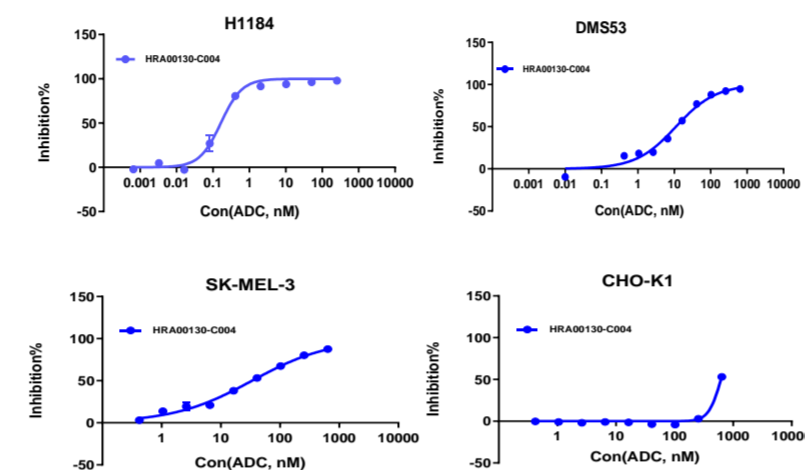 H1184
150
100
50
0
-50
Inhibition%
HRA00130-C004
0.001 0.01 0.1 1 10 100 1000 10000
Con(ADC, nM)
DMS53
150
100
50
0
-50
Inhibition%
HRA00130-C004
0.001 0.01 0.1 1 10 100 1000 10000
Con(ADC, nM)
SK-MEL-3
150
100
50
0
-50
Inhibition%
HRA00130-C004
1 10 100 1000 10000
Con(ADC, nM)
CHO-K1
150
100
50
0
-50
Inhibition%
HRA00130-C004
1 10 100 1000 1000
Con(ADC, nM)